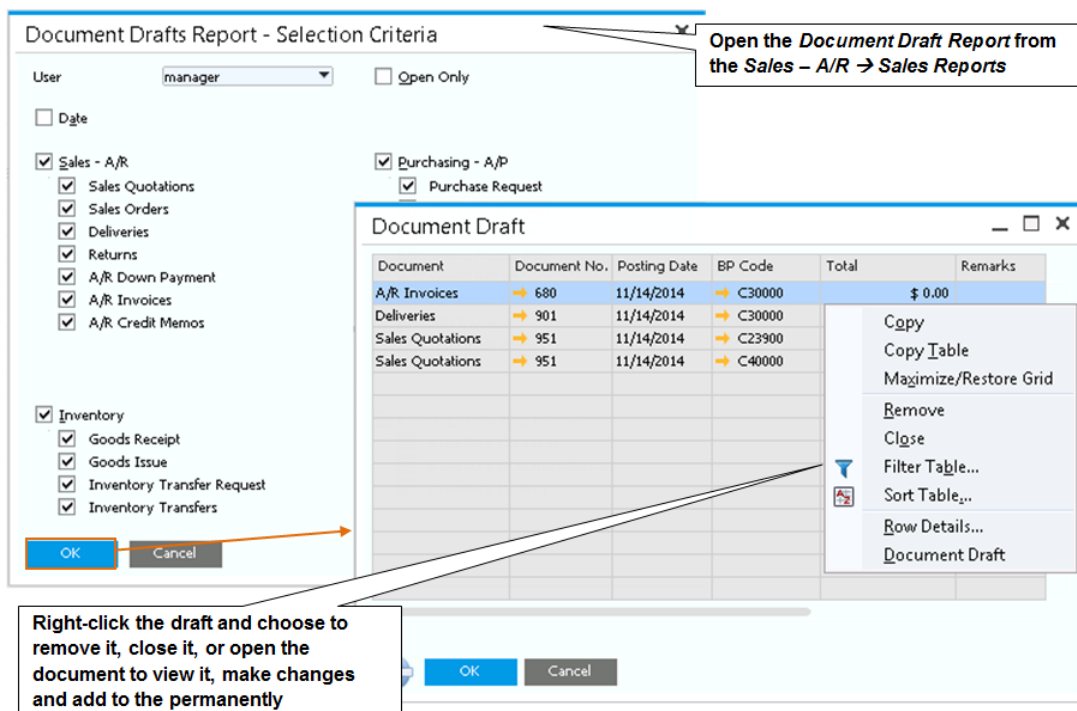 Document Drafts Report - Selection Criteria
Open the Document Draft Report from
the Sales – A/R → Sales Reports
User manager Open Only
Date
Sales - A/R
Sales Quotations
Sales Orders
Deliveries
Returns
A/R Down Payment
A/R Invoices
A/R Credit Memos
Purchasing - A/P
Purchase Request
Inventory
Goods Receipt
Goods Issue
Inventory Transfer Request
Inventory Transfers
OK Cancel
Document Draft
Document Document No. Posting Date BP Code Total Remarks
A/R Invoices 680 11/14/2014 C30000 $ 0.00
Deliveries 901 11/14/2014 C30000
Sales Quotations 951 11/14/2014 C23900
Sales Quotations 951 11/14/2014 C40000
Copy
Copy Table
Maximize/Restore Grid
Remove
Close
Filter Table...
Sort Table...
Row Details...
Document Draft
OK Cancel
Right-click the draft and choose to
remove it, close it, or open the
document to view it, make changes
and add to the permanently